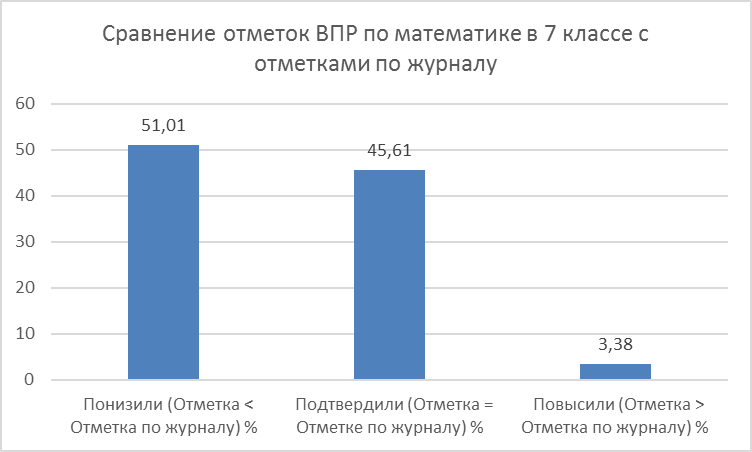 Сравнение отметок ВПР по математике в 7 классе с
отметками по журналу
60
50
40
30
20
10
0
51,01
45,61
3,38
Понизили (Отметка <
Отметка по журналу) %
Подтвердили (Отметка =
Отметке по журналу) %
Повысили (Отметка >
Отметка по журналу) %